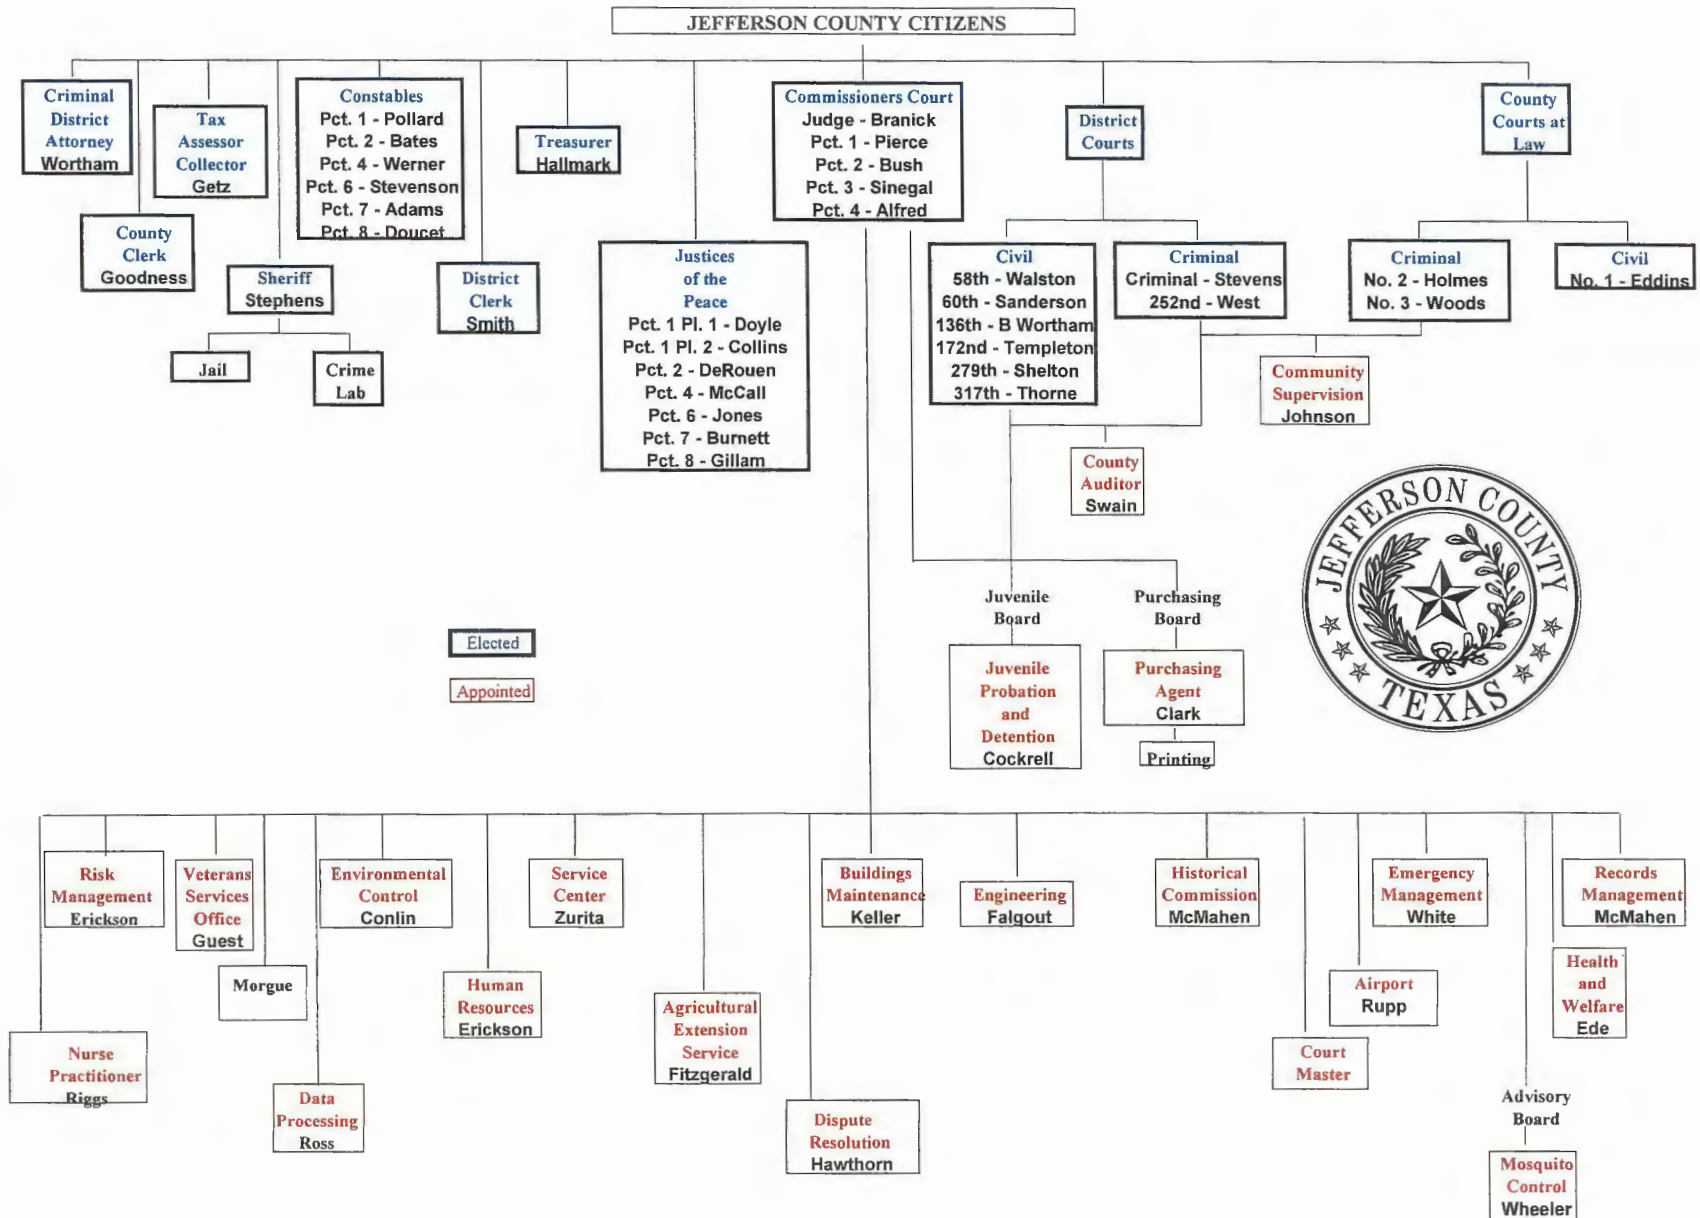 JEFFERSON COUNTY CITIZENS
Criminal
District
Attorney
Wortham
County
Clerk
Goodness
Tax
Assessor
Collector
Getz
Sheriff
Stephens
Jail
Crime
Lab
Constables
Pct. 1 - Pollard
Pct. 2 - Bates
Pct. 4 - Werner
Pct. 6 - Stevenson
Pct. 7 - Adams
Pct. 8 - Doucet
District
Clerk
Smith
Treasurer
Hallmark
Justices
of the
Peace
Pct. 1 Pl. 1 - Doyle
Pct. 1 Pl. 2 - Collins
Pct. 2 - DeRouen
Pct. 4 - McCall
Pct. 6 - Jones
Pct. 7 - Burnett
Pct. 8 - Gillam
Commissioners Court
Judge - Branick
Pct. 1 - Pierce
Pct. 2 - Bush
Pct. 3 - Sinegal
Pct. 4 - Alfred
District
Courts
Civil
58th - Walston
60th - Sanderson
136th - B Wortham
172nd - Templeton
279th - Shelton
317th - Thorne
Criminal
Criminal - Stevens
252nd - West
County
Courts at
Law
Criminal
No. 2 - Holmes
No. 3 - Woods
Civil
No. 1 - Eddins
Community
Supervision
Johnson
County
Auditor
Swain
JEFFERSON COUNTY
TEXAS
Elected
Appointed
Juvenile
Board
Juvenile
Probation
and
Detention
Cockrell
Purchasing
Board
Purchasing
Agent
Clark
Printing
Risk
Management
Erickson
Veterans
Services
Office
Guest
Environmental
Control
Conlin
Service
Center
Zurita
Buildings
Maintenance
Keller
Engineering
Falgout
Historical
Commission
McMahen
Emergency
Management
White
Records
Management
McMahen
Morgue
Human
Resources
Erickson
Agricultural
Extension
Service
Fitzgerald
Airport
Rupp
Health
and
Welfare
Ede
Nurse
Practitioner
Riggs
Data
Processing
Ross
Dispute
Resolution
Hawthorn
Court
Master
Advisory
Board
Mosquito
Control
Wheeler